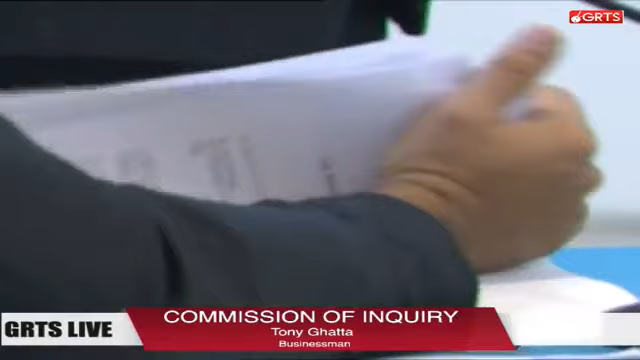 GRTS
COMMISSION OF INQUIRY
Tony Ghatta
GRTS LIVE
Businessman